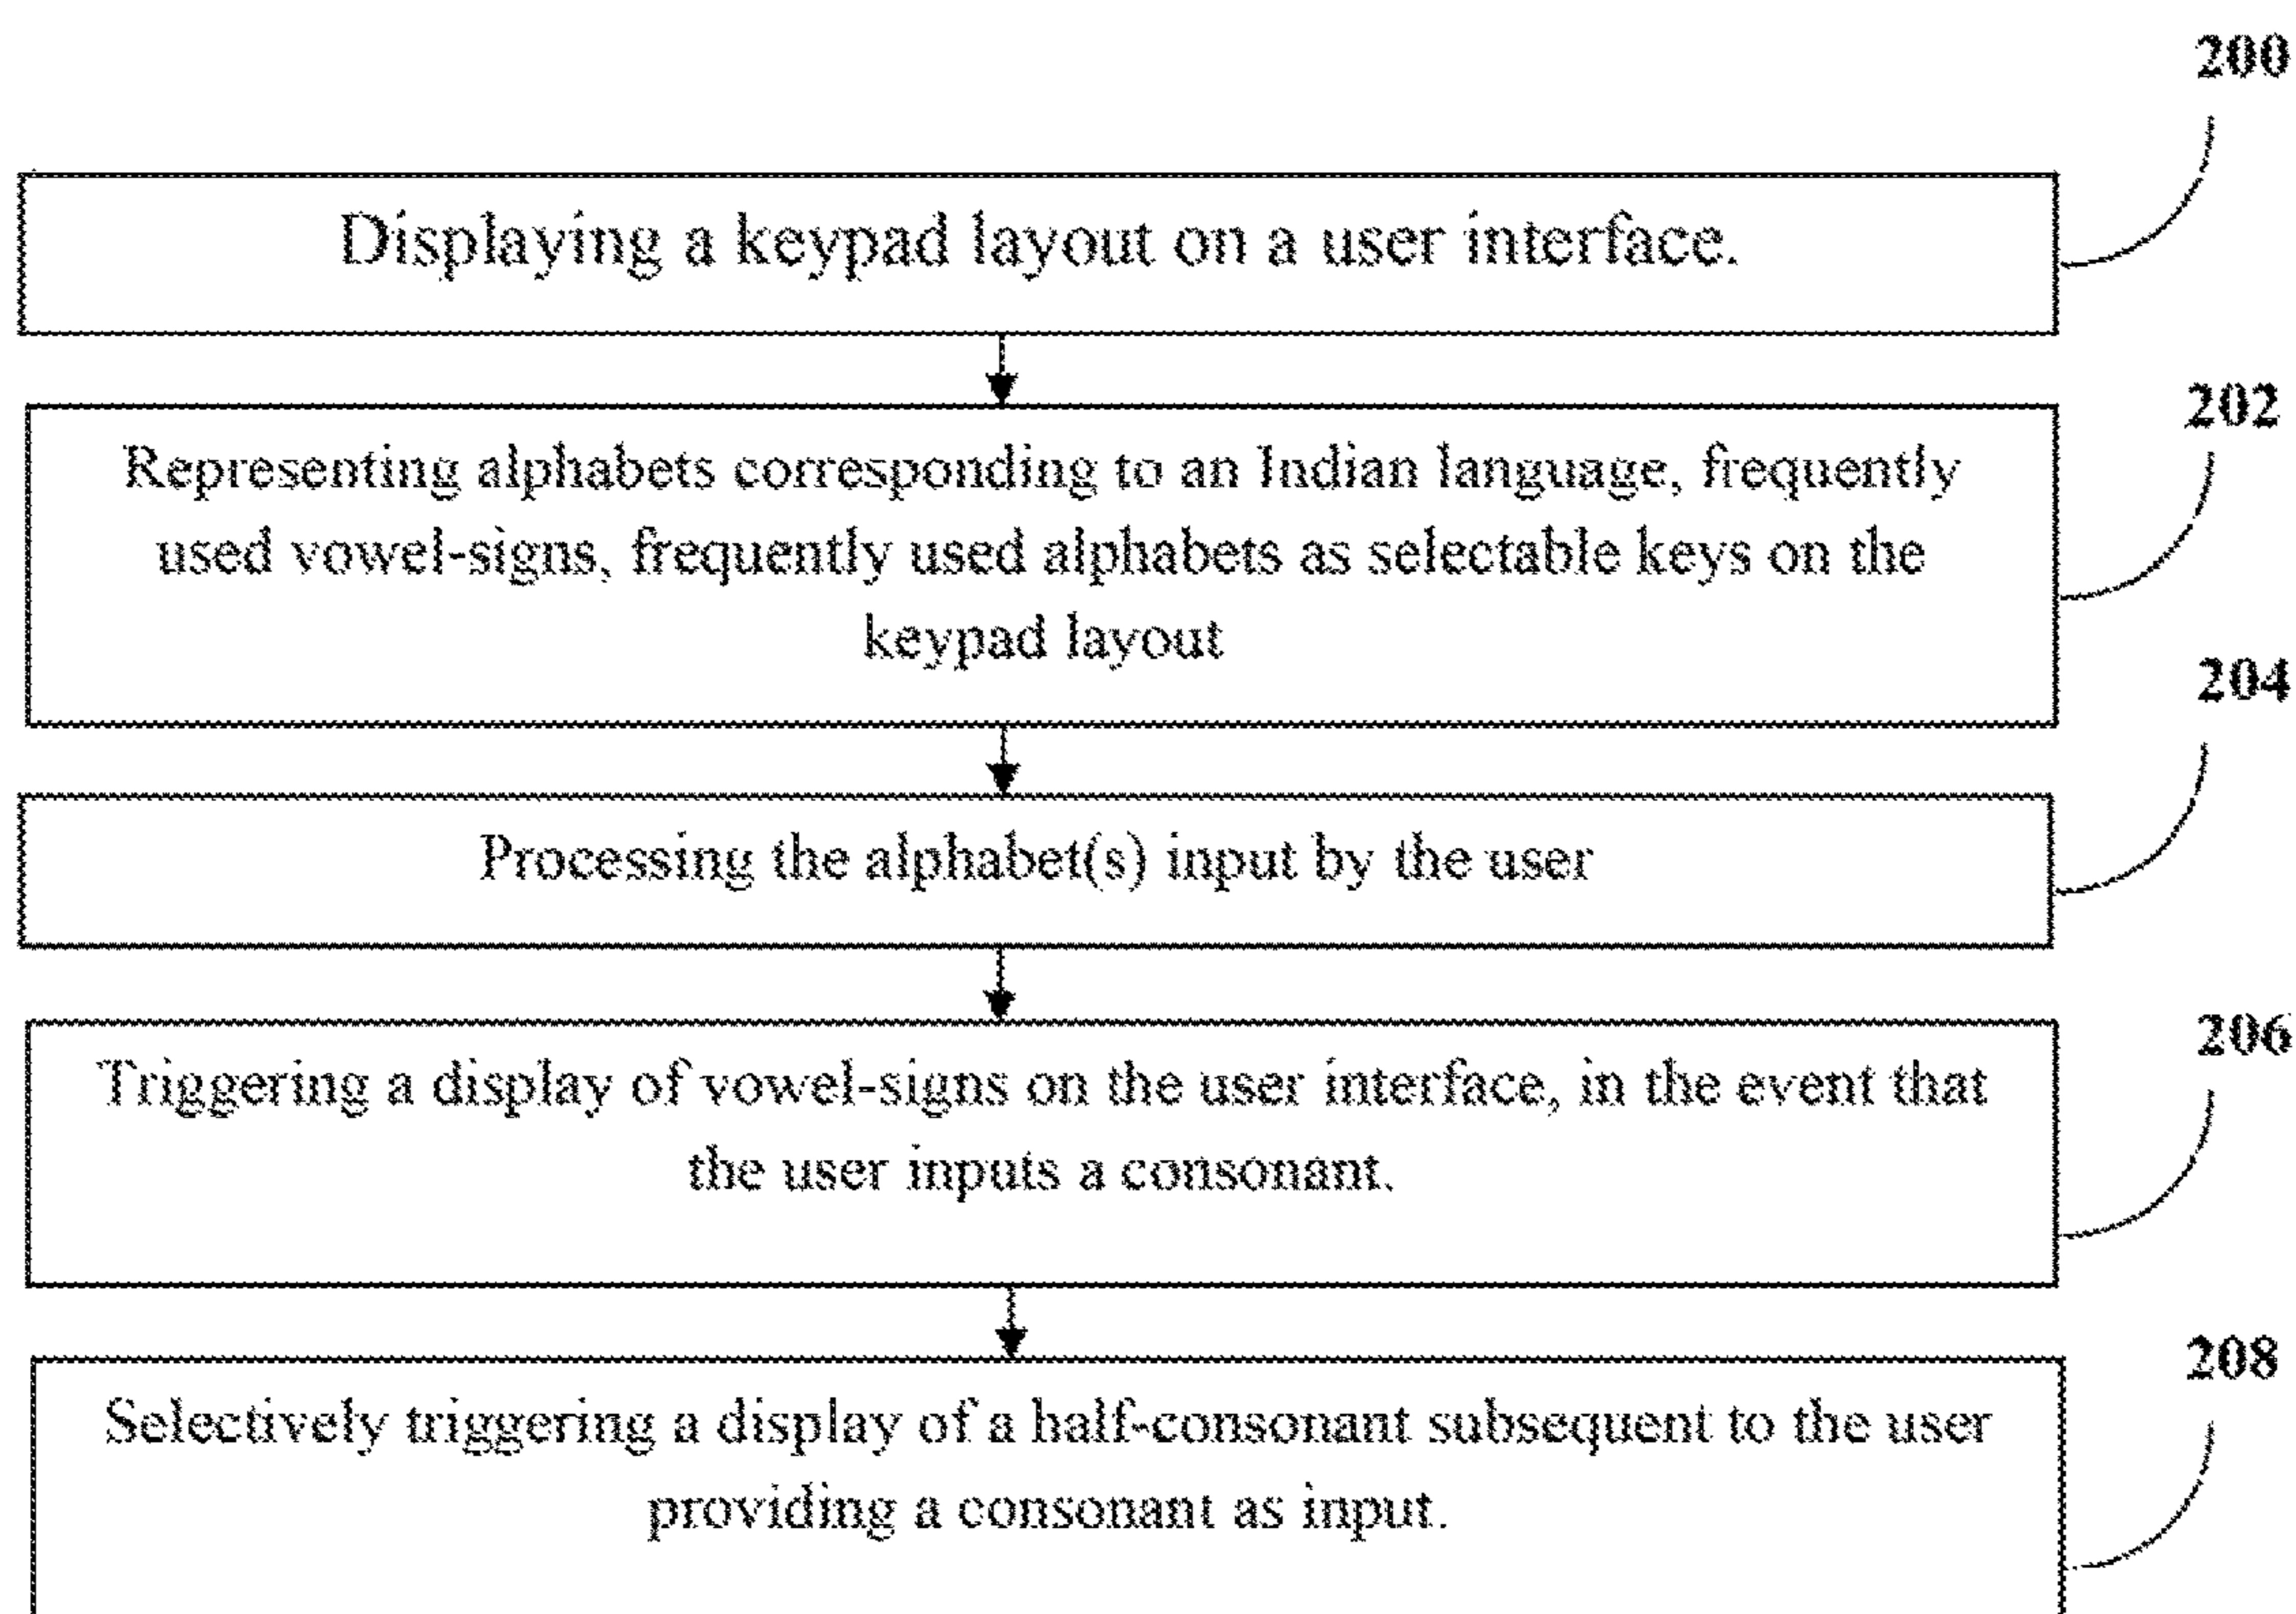 200
Displaying a keypad layout on a user interface.
202
Representing alphabets corresponding to an Indian language, frequently
used vowel-signs, frequently used alphabets as selectable keys on the
keypad layout
204
Processing the alphabet(s) input by the user
206
Triggering a display of vowel-signs on the user interface, in the event that
the user inputs a consonant.
208
Selectively triggering a display of a half-consonant subsequent to the user
providing a consonant as input.